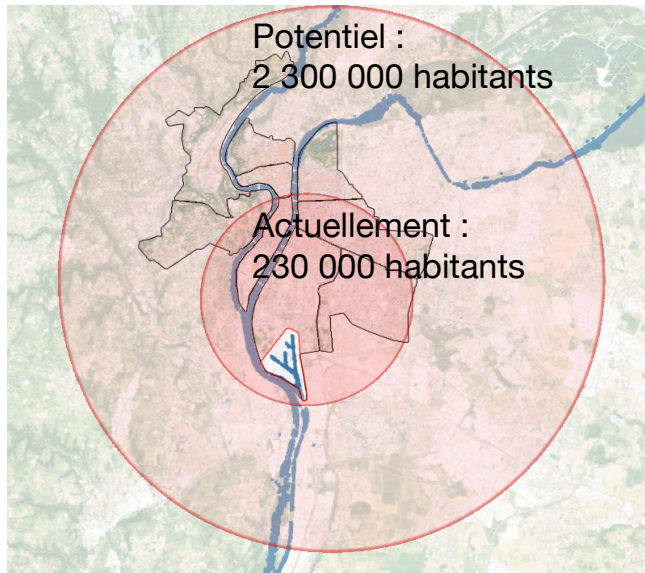 Potentiel :
2 300 000 habitants
Actuellement :
230 000 habitants